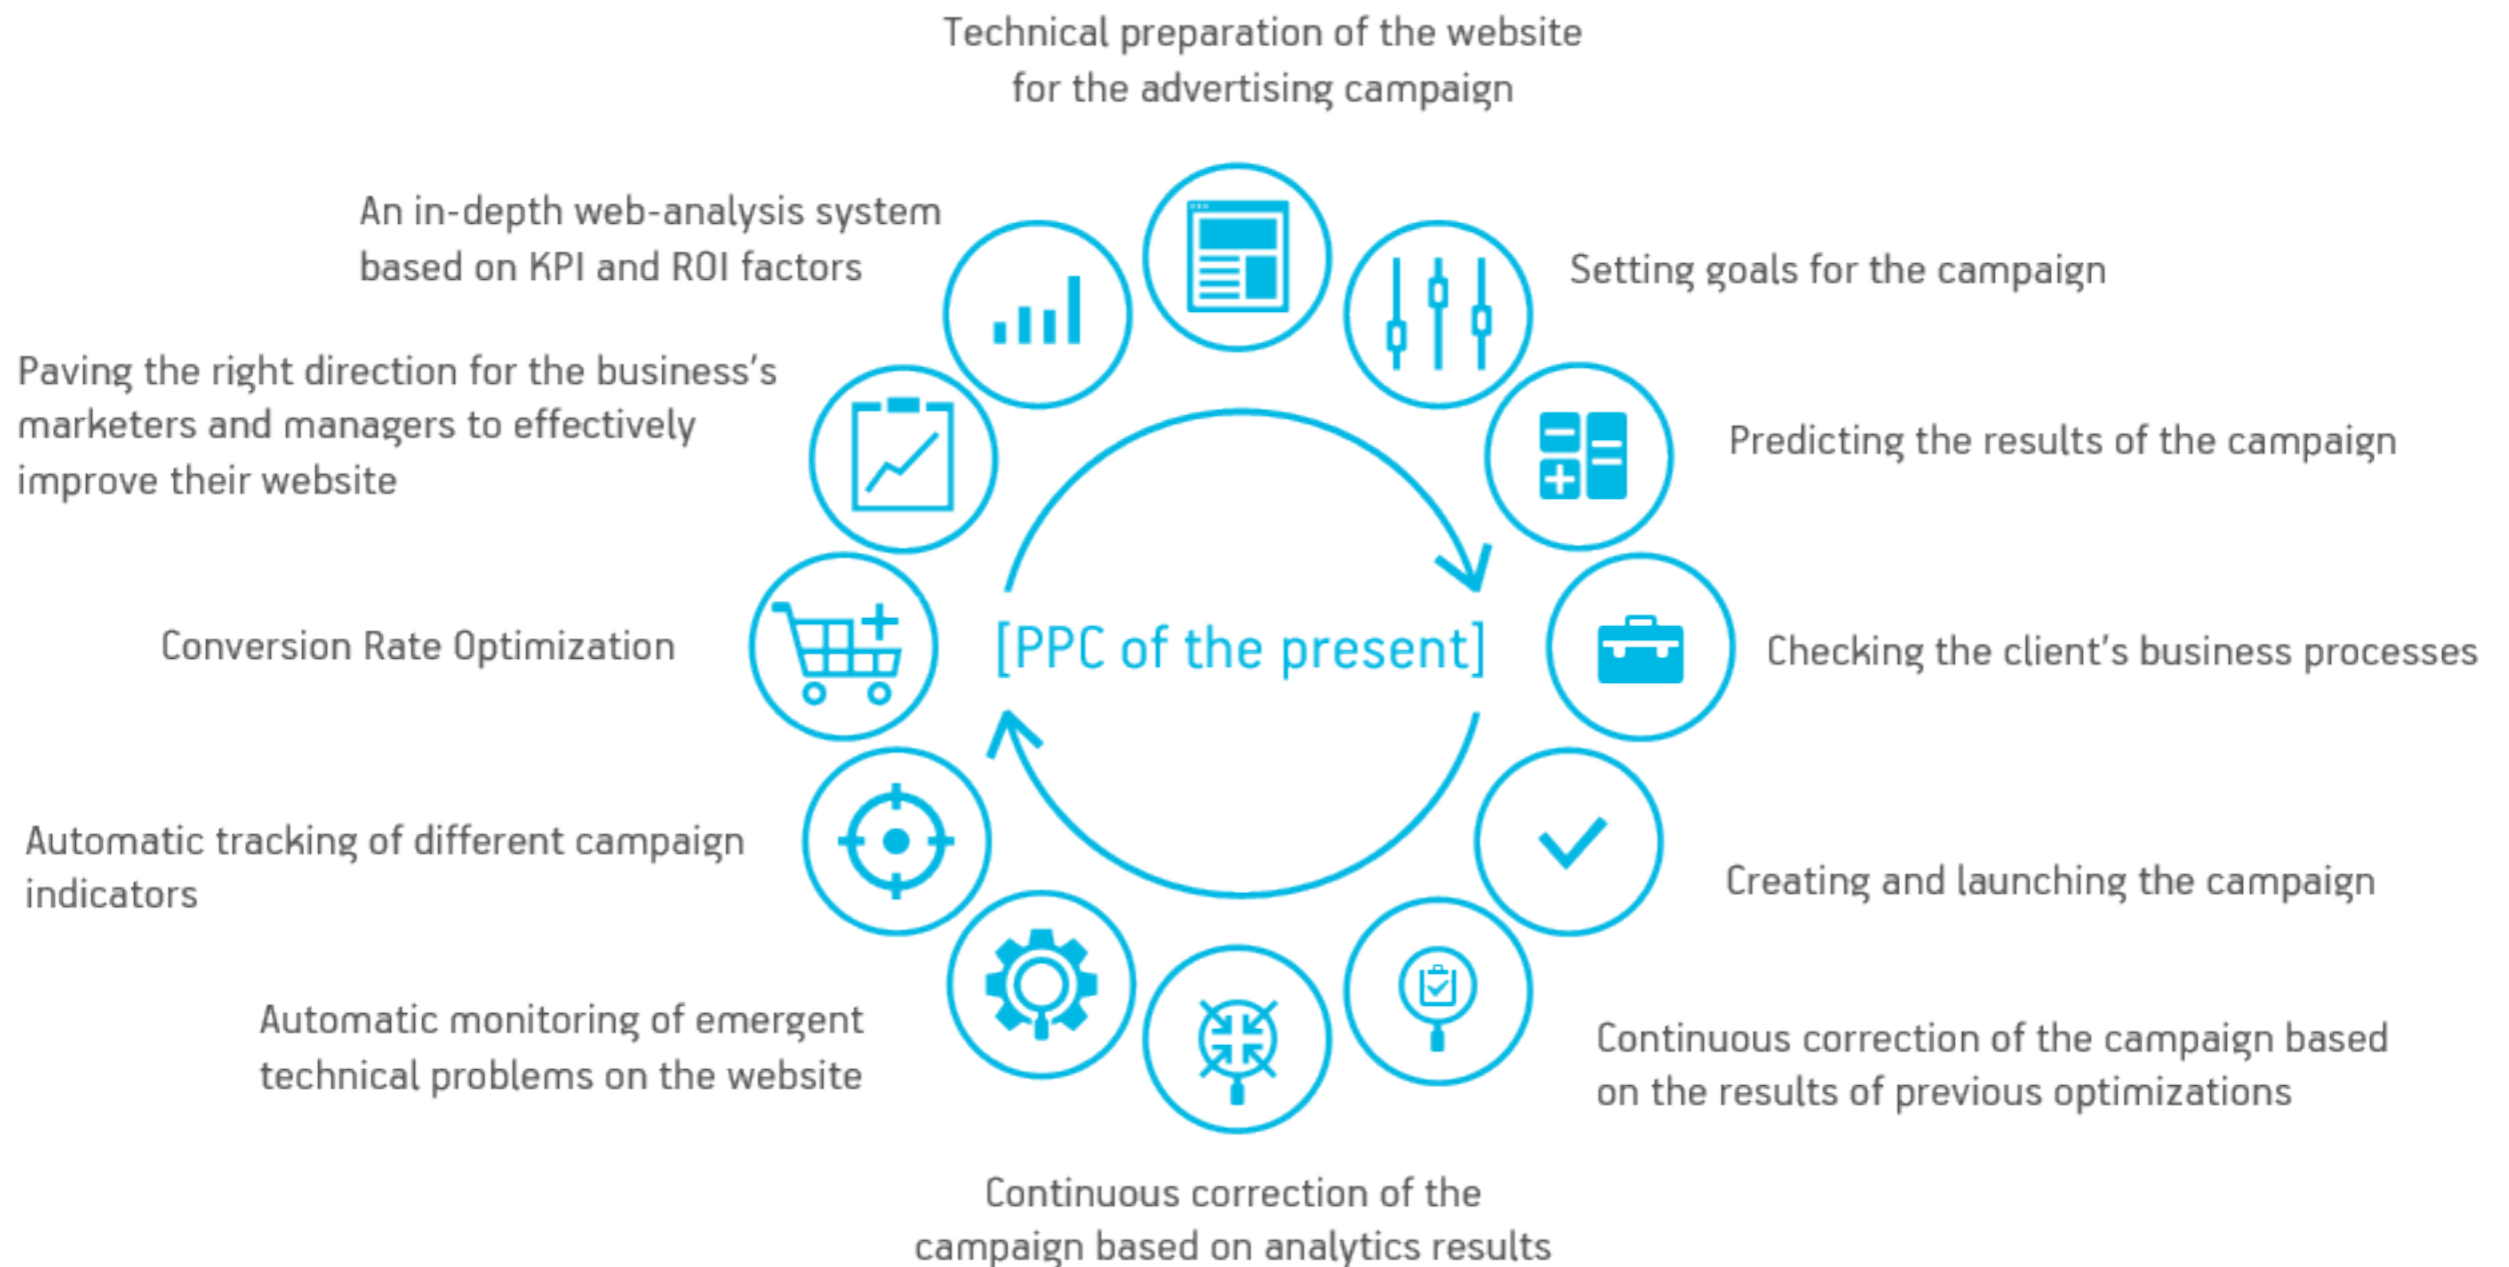 Technical preparation of the website
for the advertising campaign
An in-depth web-analysis system
based on KPI and ROI factors
Setting goals for the campaign
Paving the right direction for the business's
marketers and managers to effectively
improve their website
Predicting the results of the campaign
Conversion Rate Optimization
[PPC of the present]
Checking the client's business processes
Automatic tracking of different campaign
indicators
Creating and launching the campaign
Automatic monitoring of emergent
technical problems on the website
Continuous correction of the campaign based
on the results of previous optimizations
Continuous correction of the
campaign based on analytics results